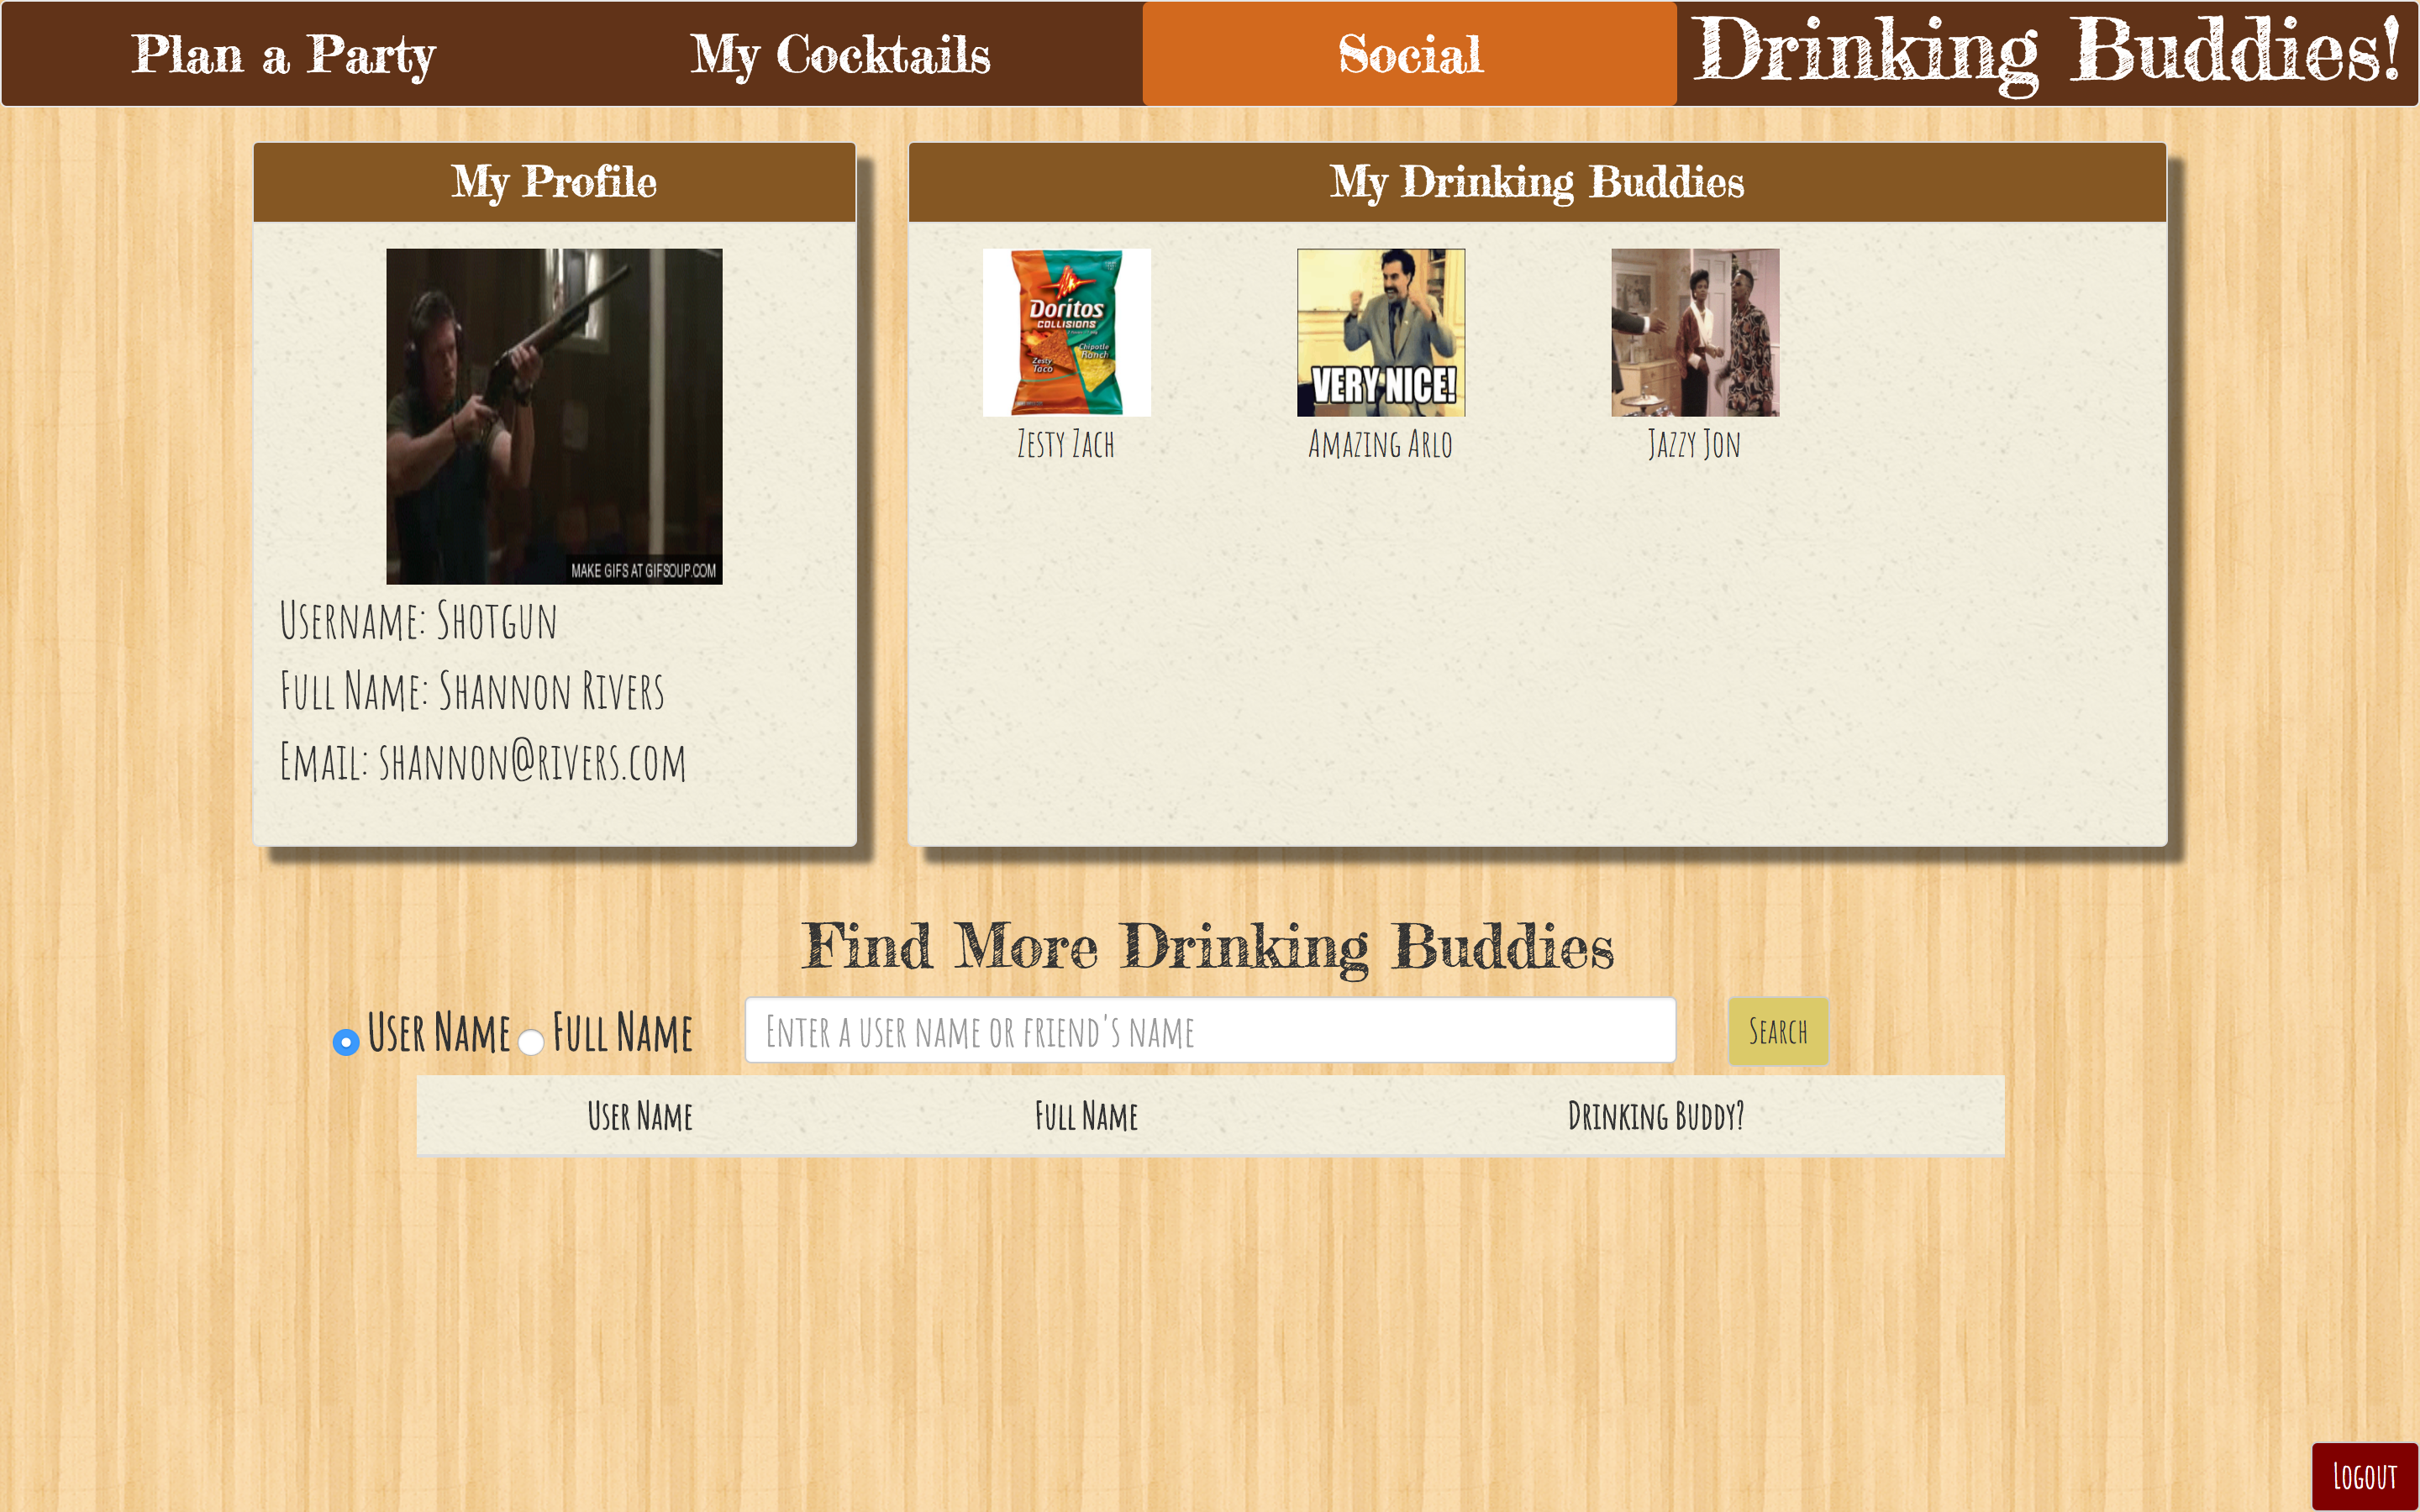 Plan a Party
My Cocktails
Social
Drinking Buddies!
My Profile
MAKE GIFS AT GIFSOUP.COM
Username: Shotgun
Full Name: Shannon Rivers
Email: shannon@rivers.com
My Drinking Buddies
Doritos
COLLISIONS
Zesty
Taco
Chipotle
Ranch
Zesty Zach
VERY NICE!
Amazing Arlo
Jazzy Jon
Find More Drinking Buddies
User Name
Full Name
Enter a user name or friend's name
Search
User Name
Full Name
Drinking Buddy?
Logout